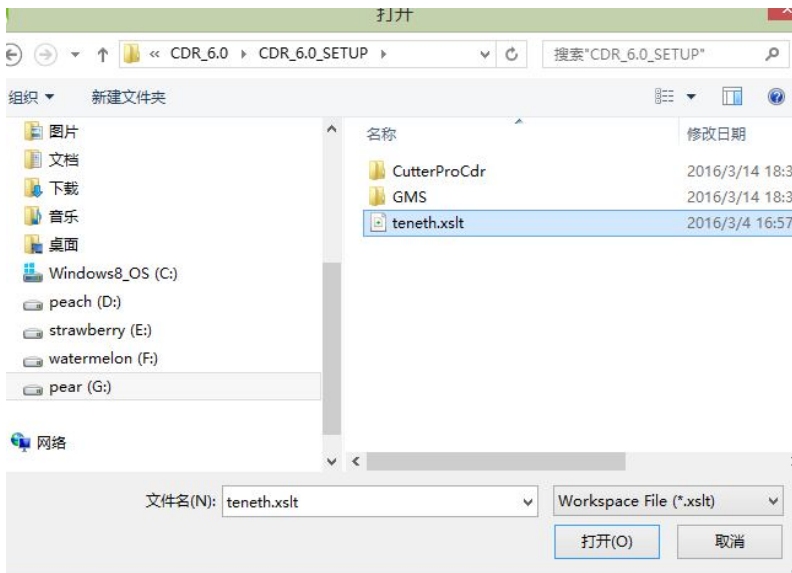 打开
« CDR_6.0 CDR_6.0_SETUP
搜索"CDR_6.0_SETUP"
组织
新建文件夹
图片
文档
下载
音乐
桌面
Windows8_OS (C:)
peach (D:)
strawberry (E:)
watermelon (F:)
pear (G:)
网络
名称 修改日期
CutterProCdr 2016/3/14 18:3
GMS 2016/3/14 18:3
teneth.xslt 2016/3/4 16:57
文件名(N): teneth.xslt
Workspace File (*.xslt)
打开(O) 取消